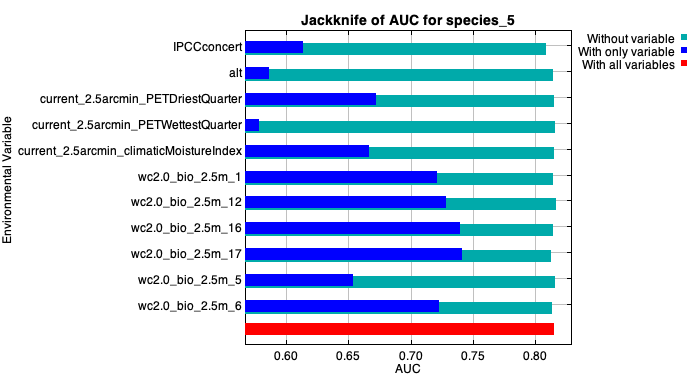 Jackknife of AUC for species_5
Without variable
With only variable
With all variables
Environmental Variable
IPCCconcert
alt
current_2.5arcmin_PETDriestQuarter
current_2.5arcmin_PETWettestQuarter
current_2.5arcmin_climaticMoistureIndex
wc2.0_bio_2.5m_1
wc2.0_bio_2.5m_12
wc2.0_bio_2.5m_16
wc2.0_bio_2.5m_17
wc2.0_bio_2.5m_5
wc2.0_bio_2.5m_6
0.60 0.65 0.70 0.75 0.80
AUC